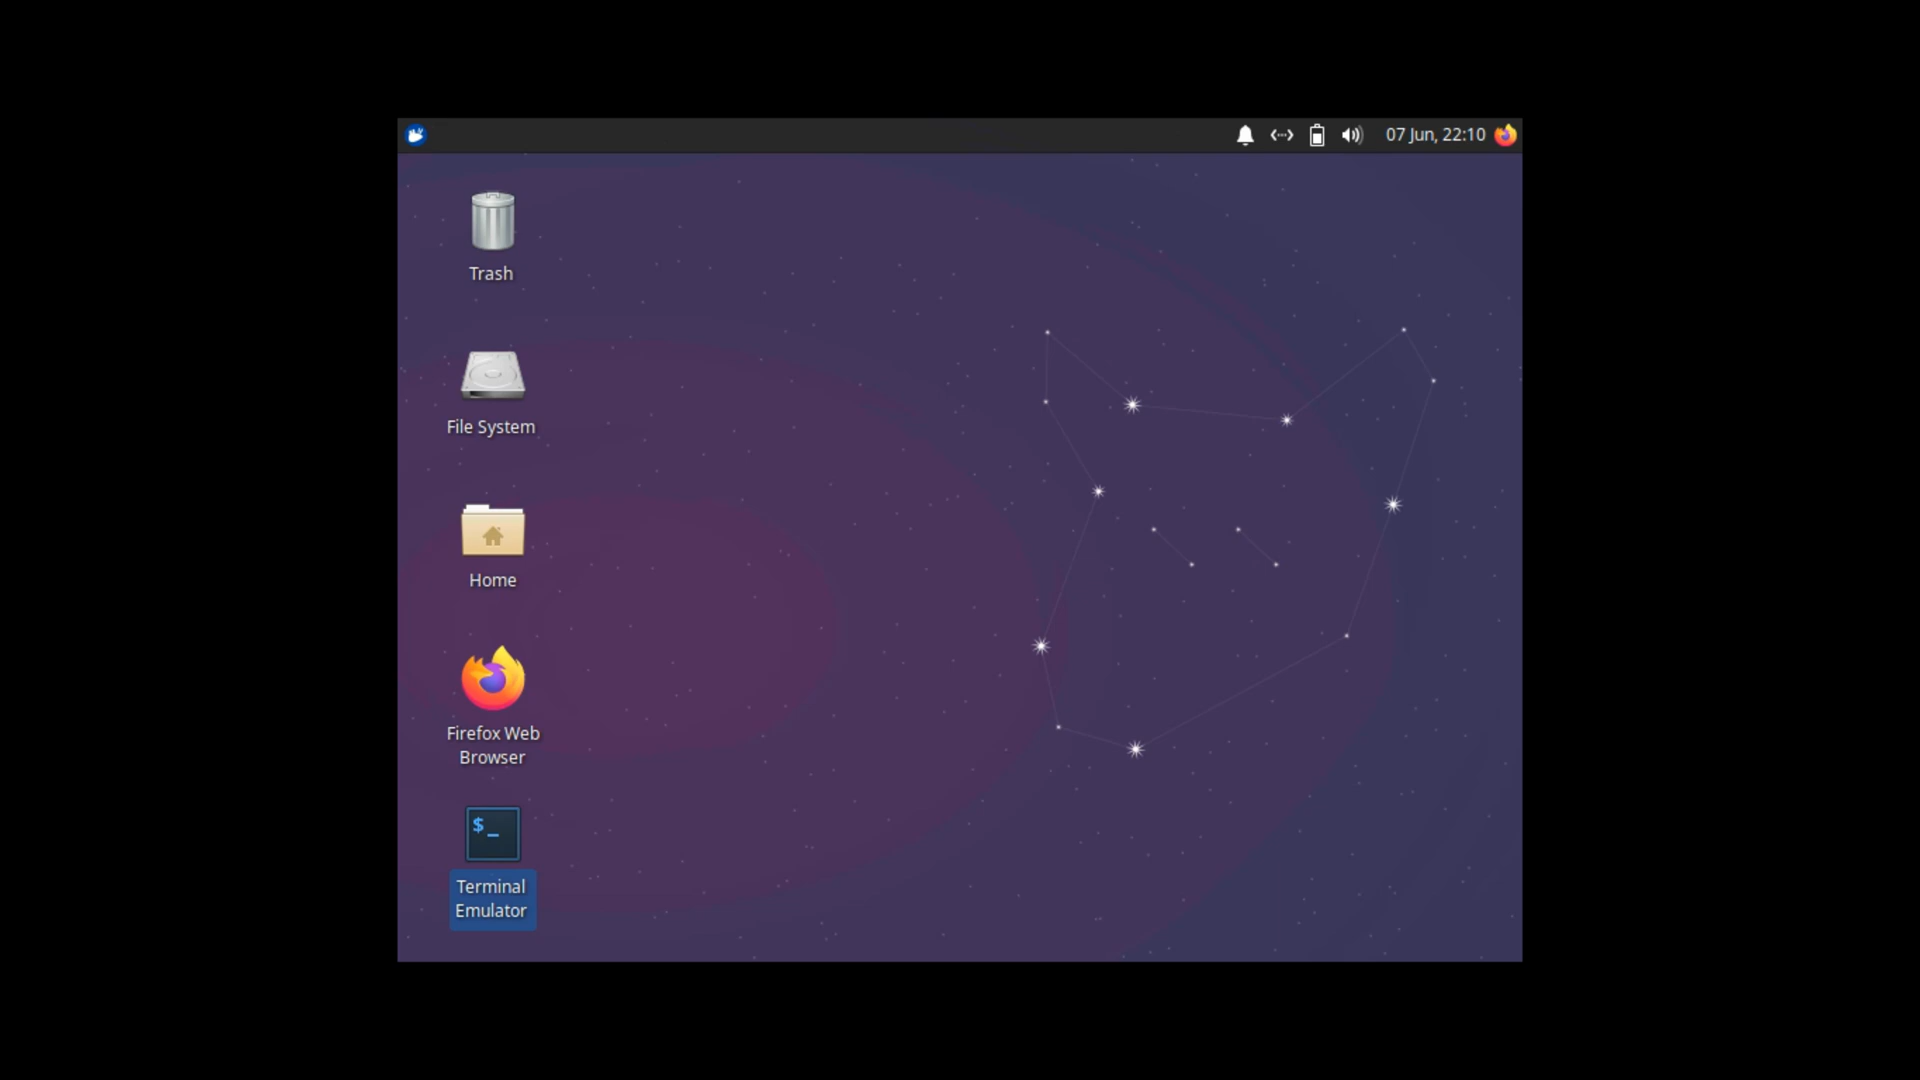 07 Jun, 22:10
Trash
File System
Home
Firefox Web
Browser
$_
Terminal
Emulator